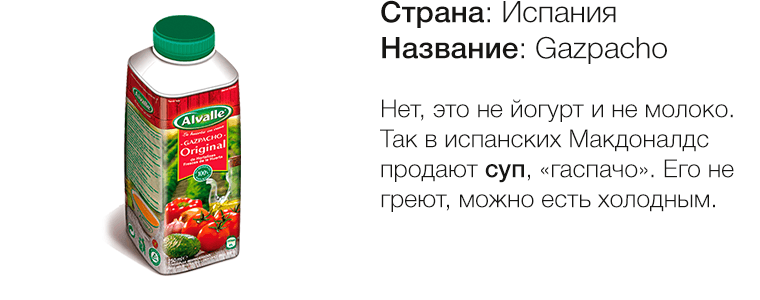 Страна: Испания
Название: Gazpacho
Нет, это не йогурт и не молоко.
Так в испанских Макдоналдс
продают суп, «гаспачо». Его не
греют, можно есть холодным.
Alvalle
GAZPACHO
Original
100%